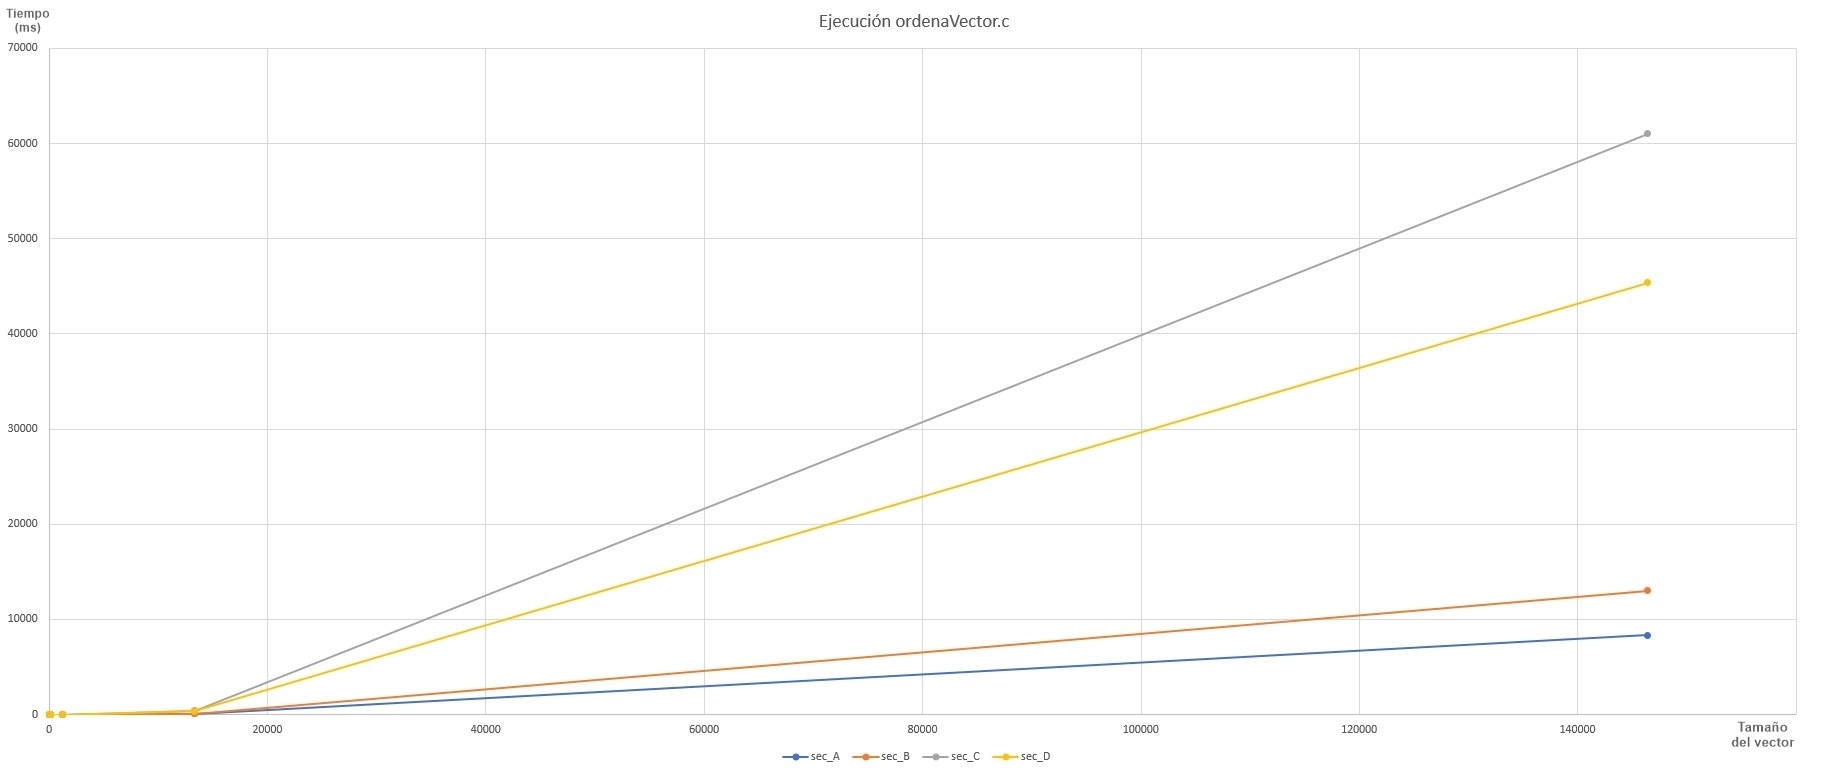 Tiempo
(ms)
Ejecución ordenaVector.c
70000
60000
50000
40000
30000
20000
10000
0
0 20000 40000 60000 80000 100000 120000 140000
Tamaño
del vector
sec_A sec_B sec_C sec_D